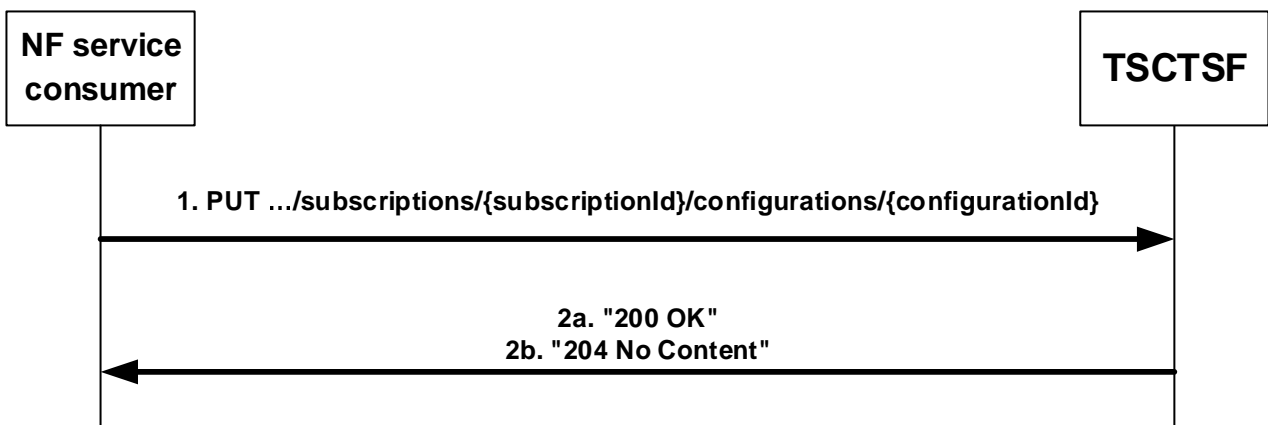 NF service
consumer
TSCTSF
1. PUT …/subscriptions/{subscriptionId}/configurations/{configurationId}
2a. "200 OK"
2b. "204 No Content"